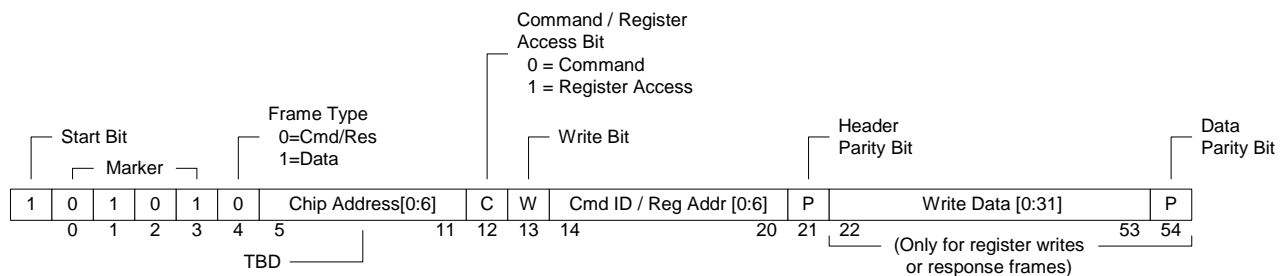 Command / Register
Access Bit
0 = Command
1 = Register Access
Frame Type
0=Cmd/Res
1=Data
Start Bit
Marker
Write Bit
Header
Parity Bit
Data
Parity Bit
1 0 1 0 1 0 Chip Address[0:6] C W Cmd ID / Reg Addr [0:6] P Write Data [0:31] P
0 1 2 3 4 5 11 12 13 14 20 21 22 53 54
TBD
(Only for register writes
or response frames)